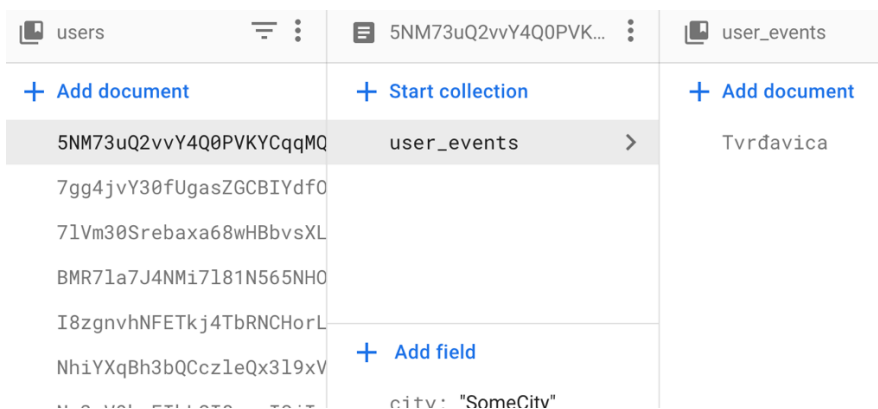 users
5NM73uQ2vvY4Q0PVK...
user_events
Add document
Start collection
Add document
5NM73uQ2vvY4Q0PVKYCqqMQ
user_events
Tvrđavica
7gg4jvY30fUgasZGCBIYdfO
7lVm30Srebaxa68wHBbvsXL
BMR7la7J4NMi7l81N565NHO
I8zgnvhNFETkj4TbRNCHorL
Add field
NhiYXqBh3bQCczleQx3l9xV
city: "SomeCity"